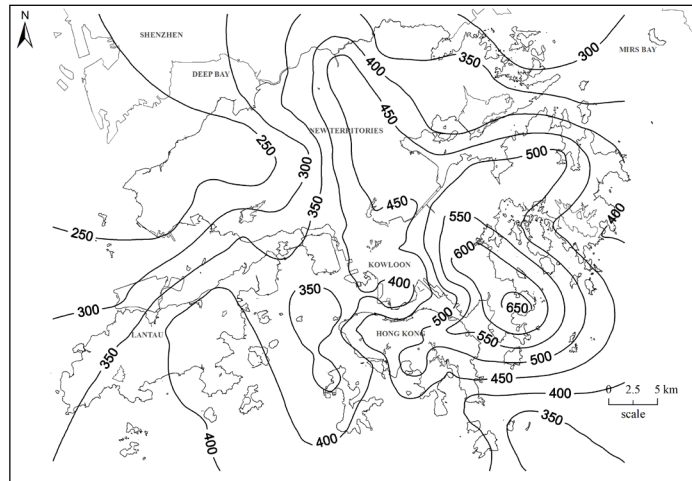 N
SHENZHEN
MIRS BAY
300
400
350
DEEP BAY
450
NEW TERRITORIES
250
300
500
350
450
550
400
250
600
KOWLOON
400
350
300
650
500
LANTAU
HONG KONG
550
350
500
450
400
0 2.5 5 km
scale
350
400
400